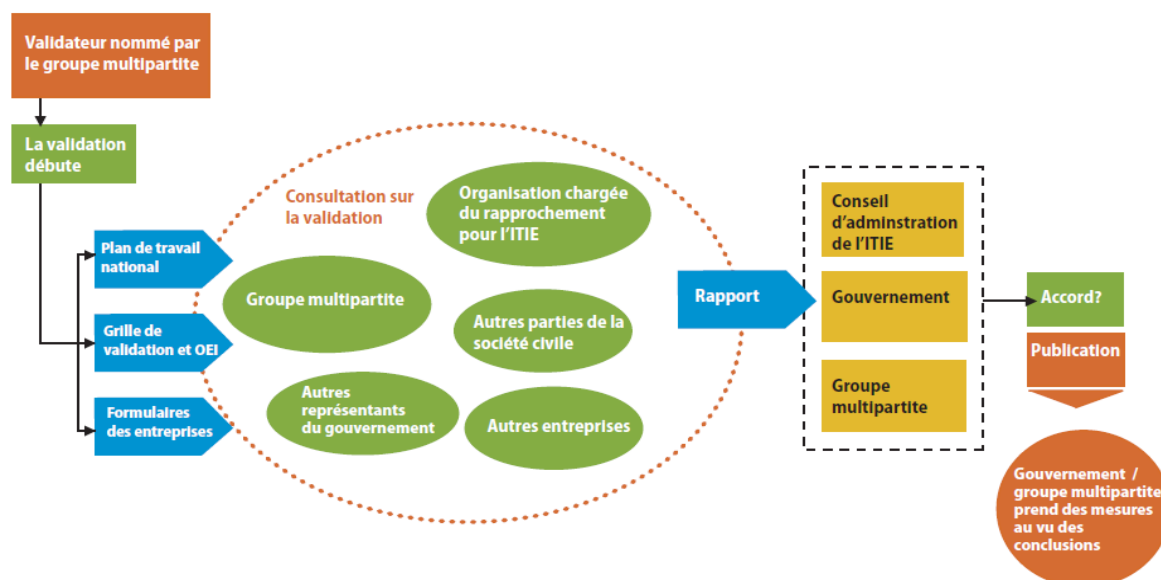 Validateur nommé par
le groupe multipartite
La validation
débute
Plan de travail
national
Grille de
validation et OEI
Formulaires
des entreprises
Consultation sur
la validation
Organisation chargée
du rapprochement
pour l'ITIE
Groupe multipartite
Autres parties de la
société civile
Autres
représentants
du gouvernement
Autres entreprises
Rapport
Conseil
d'adminstration
de l'ITIE
Gouvernement
Groupe
multipartite
Accord?
Publication
Gouvernement /
groupe multipartite
prend des mesures
au vu des
conclusions